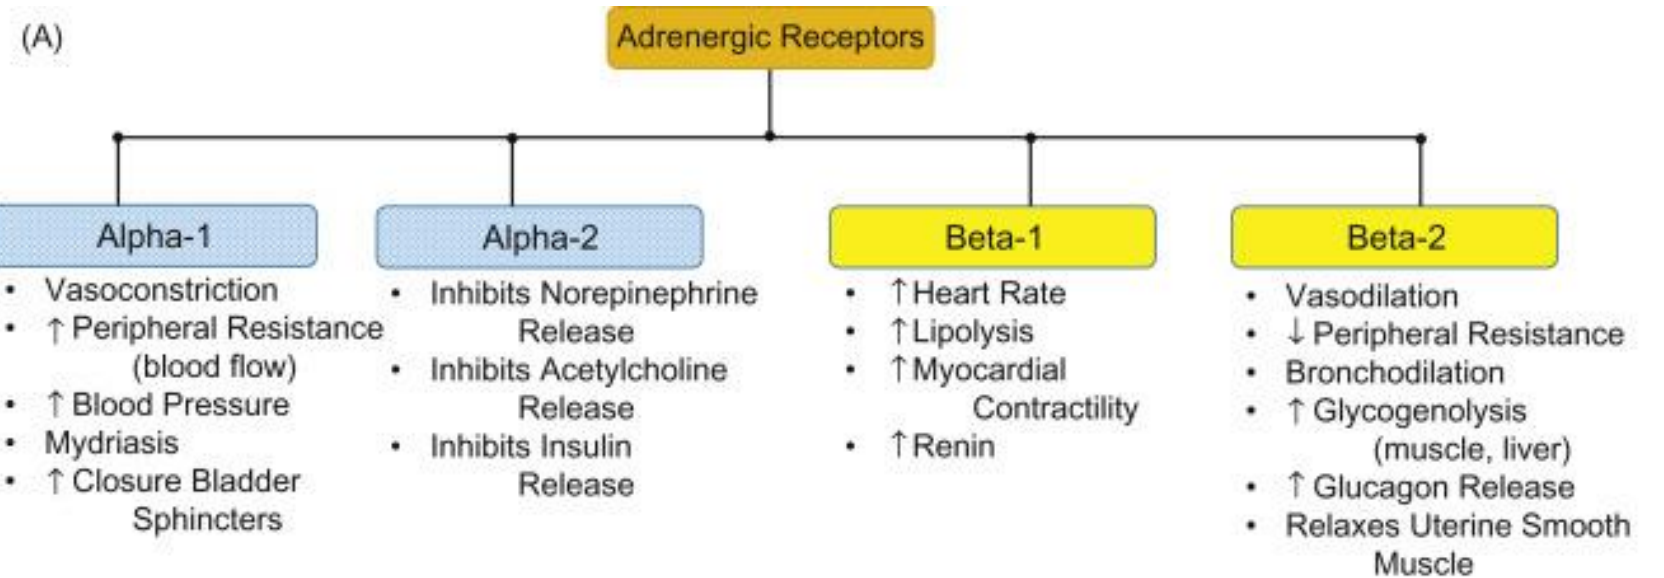 (A)
Adrenergic Receptors
Alpha-1
• Vasoconstriction
• ↑ Peripheral Resistance
(blood flow)
• ↑ Blood Pressure
• Mydriasis
• ↑ Closure Bladder
Sphincters
Alpha-2
• Inhibits Norepinephrine
Release
• Inhibits Acetylcholine
Release
• Inhibits Insulin
Release
Beta-1
• ↑ Heart Rate
• ↑ Lipolysis
• ↑ Myocardial
Contractility
• ↑ Renin
Beta-2
• Vasodilation
• ↓ Peripheral Resistance
• Bronchodilation
• ↑ Glycogenolysis
(muscle, liver)
• ↑ Glucagon Release
• Relaxes Uterine Smooth
Muscle